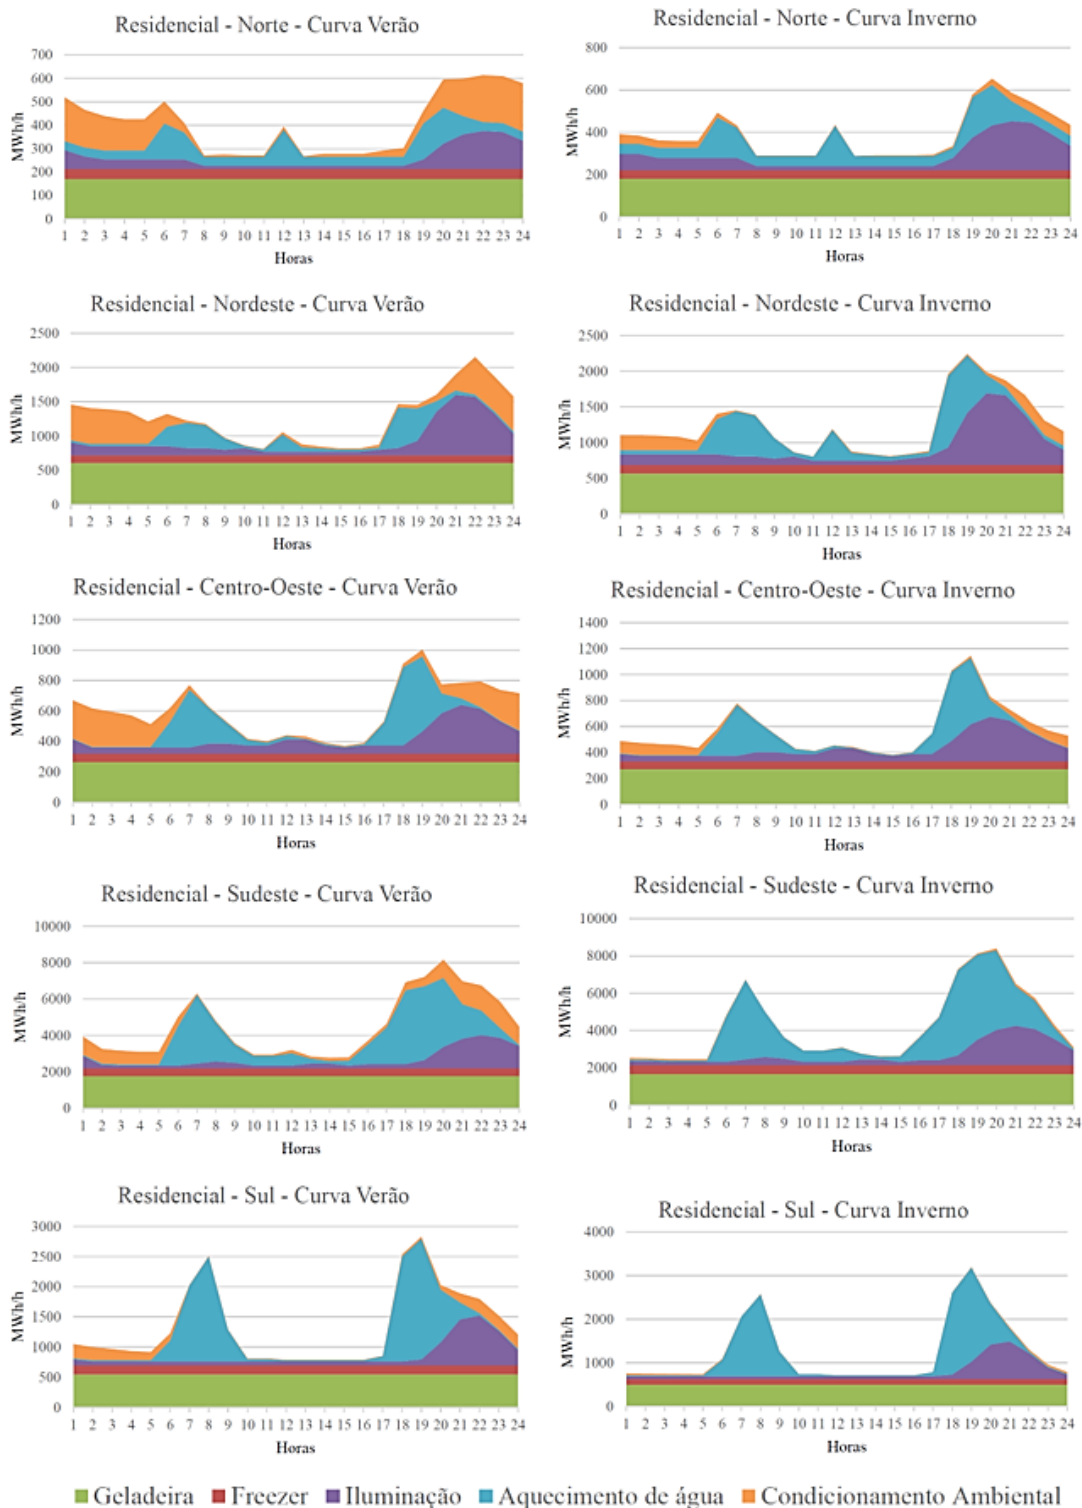 Residencial - Norte - Curva Verão
700
600
500
400
300
200
100
0
MWh/h
1 2 3 4 5 6 7 8 9 10 11 12 13 14 15 16 17 18 19 20 21 22 23 24
Horas
Residencial - Norte - Curva Inverno
800
600
400
200
0
MWh/h
1 2 3 4 5 6 7 8 9 10 11 12 13 14 15 16 17 18 19 20 21 22 23 24
Horas
Residencial - Nordeste - Curva Verão
2500
2000
1500
1000
500
0
MWh/h
1 2 3 4 5 6 7 8 9 10 11 12 13 14 15 16 17 18 19 20 21 22 23 24
Horas
Residencial - Nordeste - Curva Inverno
2500
2000
1500
1000
500
0
MWh/h
1 2 3 4 5 6 7 8 9 10 11 12 13 14 15 16 17 18 19 20 21 22 23 24
Horas
Residencial - Centro-Oeste - Curva Verão
1200
1000
800
600
400
200
0
MWh/h
1 2 3 4 5 6 7 8 9 10 11 12 13 14 15 16 17 18 19 20 21 22 23 24
Horas
Residencial - Centro-Oeste - Curva Inverno
1400
1200
1000
800
600
400
200
0
MWh/h
1 2 3 4 5 6 7 8 9 10 11 12 13 14 15 16 17 18 19 20 21 22 23 24
Horas
Residencial - Sudeste - Curva Verão
10000
8000
6000
4000
2000
0
MWh/h
1 2 3 4 5 6 7 8 9 10 11 12 13 14 15 16 17 18 19 20 21 22 23 24
Horas
Residencial - Sudeste - Curva Inverno
10000
8000
6000
4000
2000
0
MWh/h
1 2 3 4 5 6 7 8 9 10 11 12 13 14 15 16 17 18 19 20 21 22 23 24
Horas
Residencial - Sul - Curva Verão
3000
2500
2000
1500
1000
500
0
MWh/h
1 2 3 4 5 6 7 8 9 10 11 12 13 14 15 16 17 18 19 20 21 22 23 24
Horas
Residencial - Sul - Curva Inverno
4000
3000
2000
1000
0
MWh/h
1 2 3 4 5 6 7 8 9 10 11 12 13 14 15 16 17 18 19 20 21 22 23 24
Horas
Geladeira Freezer Iluminação Aquecimento de água Condicionamento Ambiental